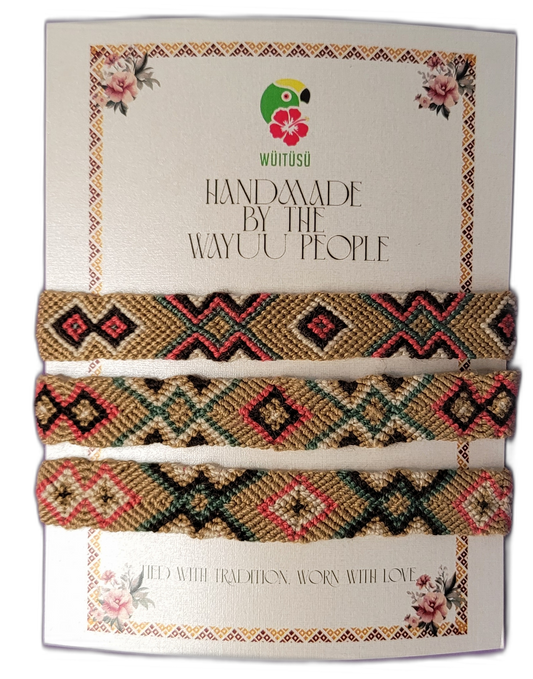 WÜITÜSÜ
HANDMADE
BY THE
WAYUU PEOPLE
TIED WITH TRADITION, WORN WITH LOVE